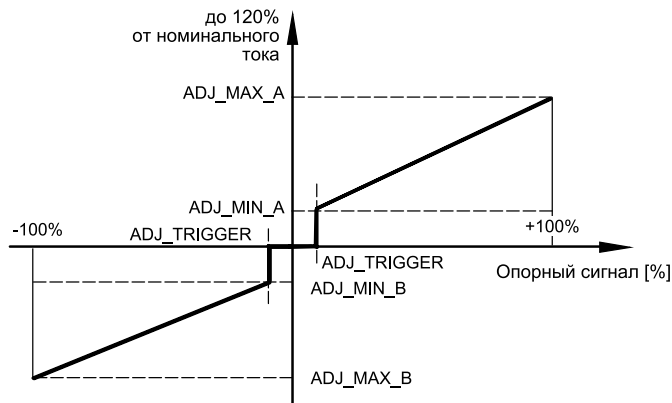 до 120%
от номинального
тока
ADJ_MAX_A
ADJ_MIN_A
-100%
ADJ_TRIGGER
+100%
ADJ_TRIGGER
Опорный сигнал [%]
ADJ_MIN_B
ADJ_MAX_B